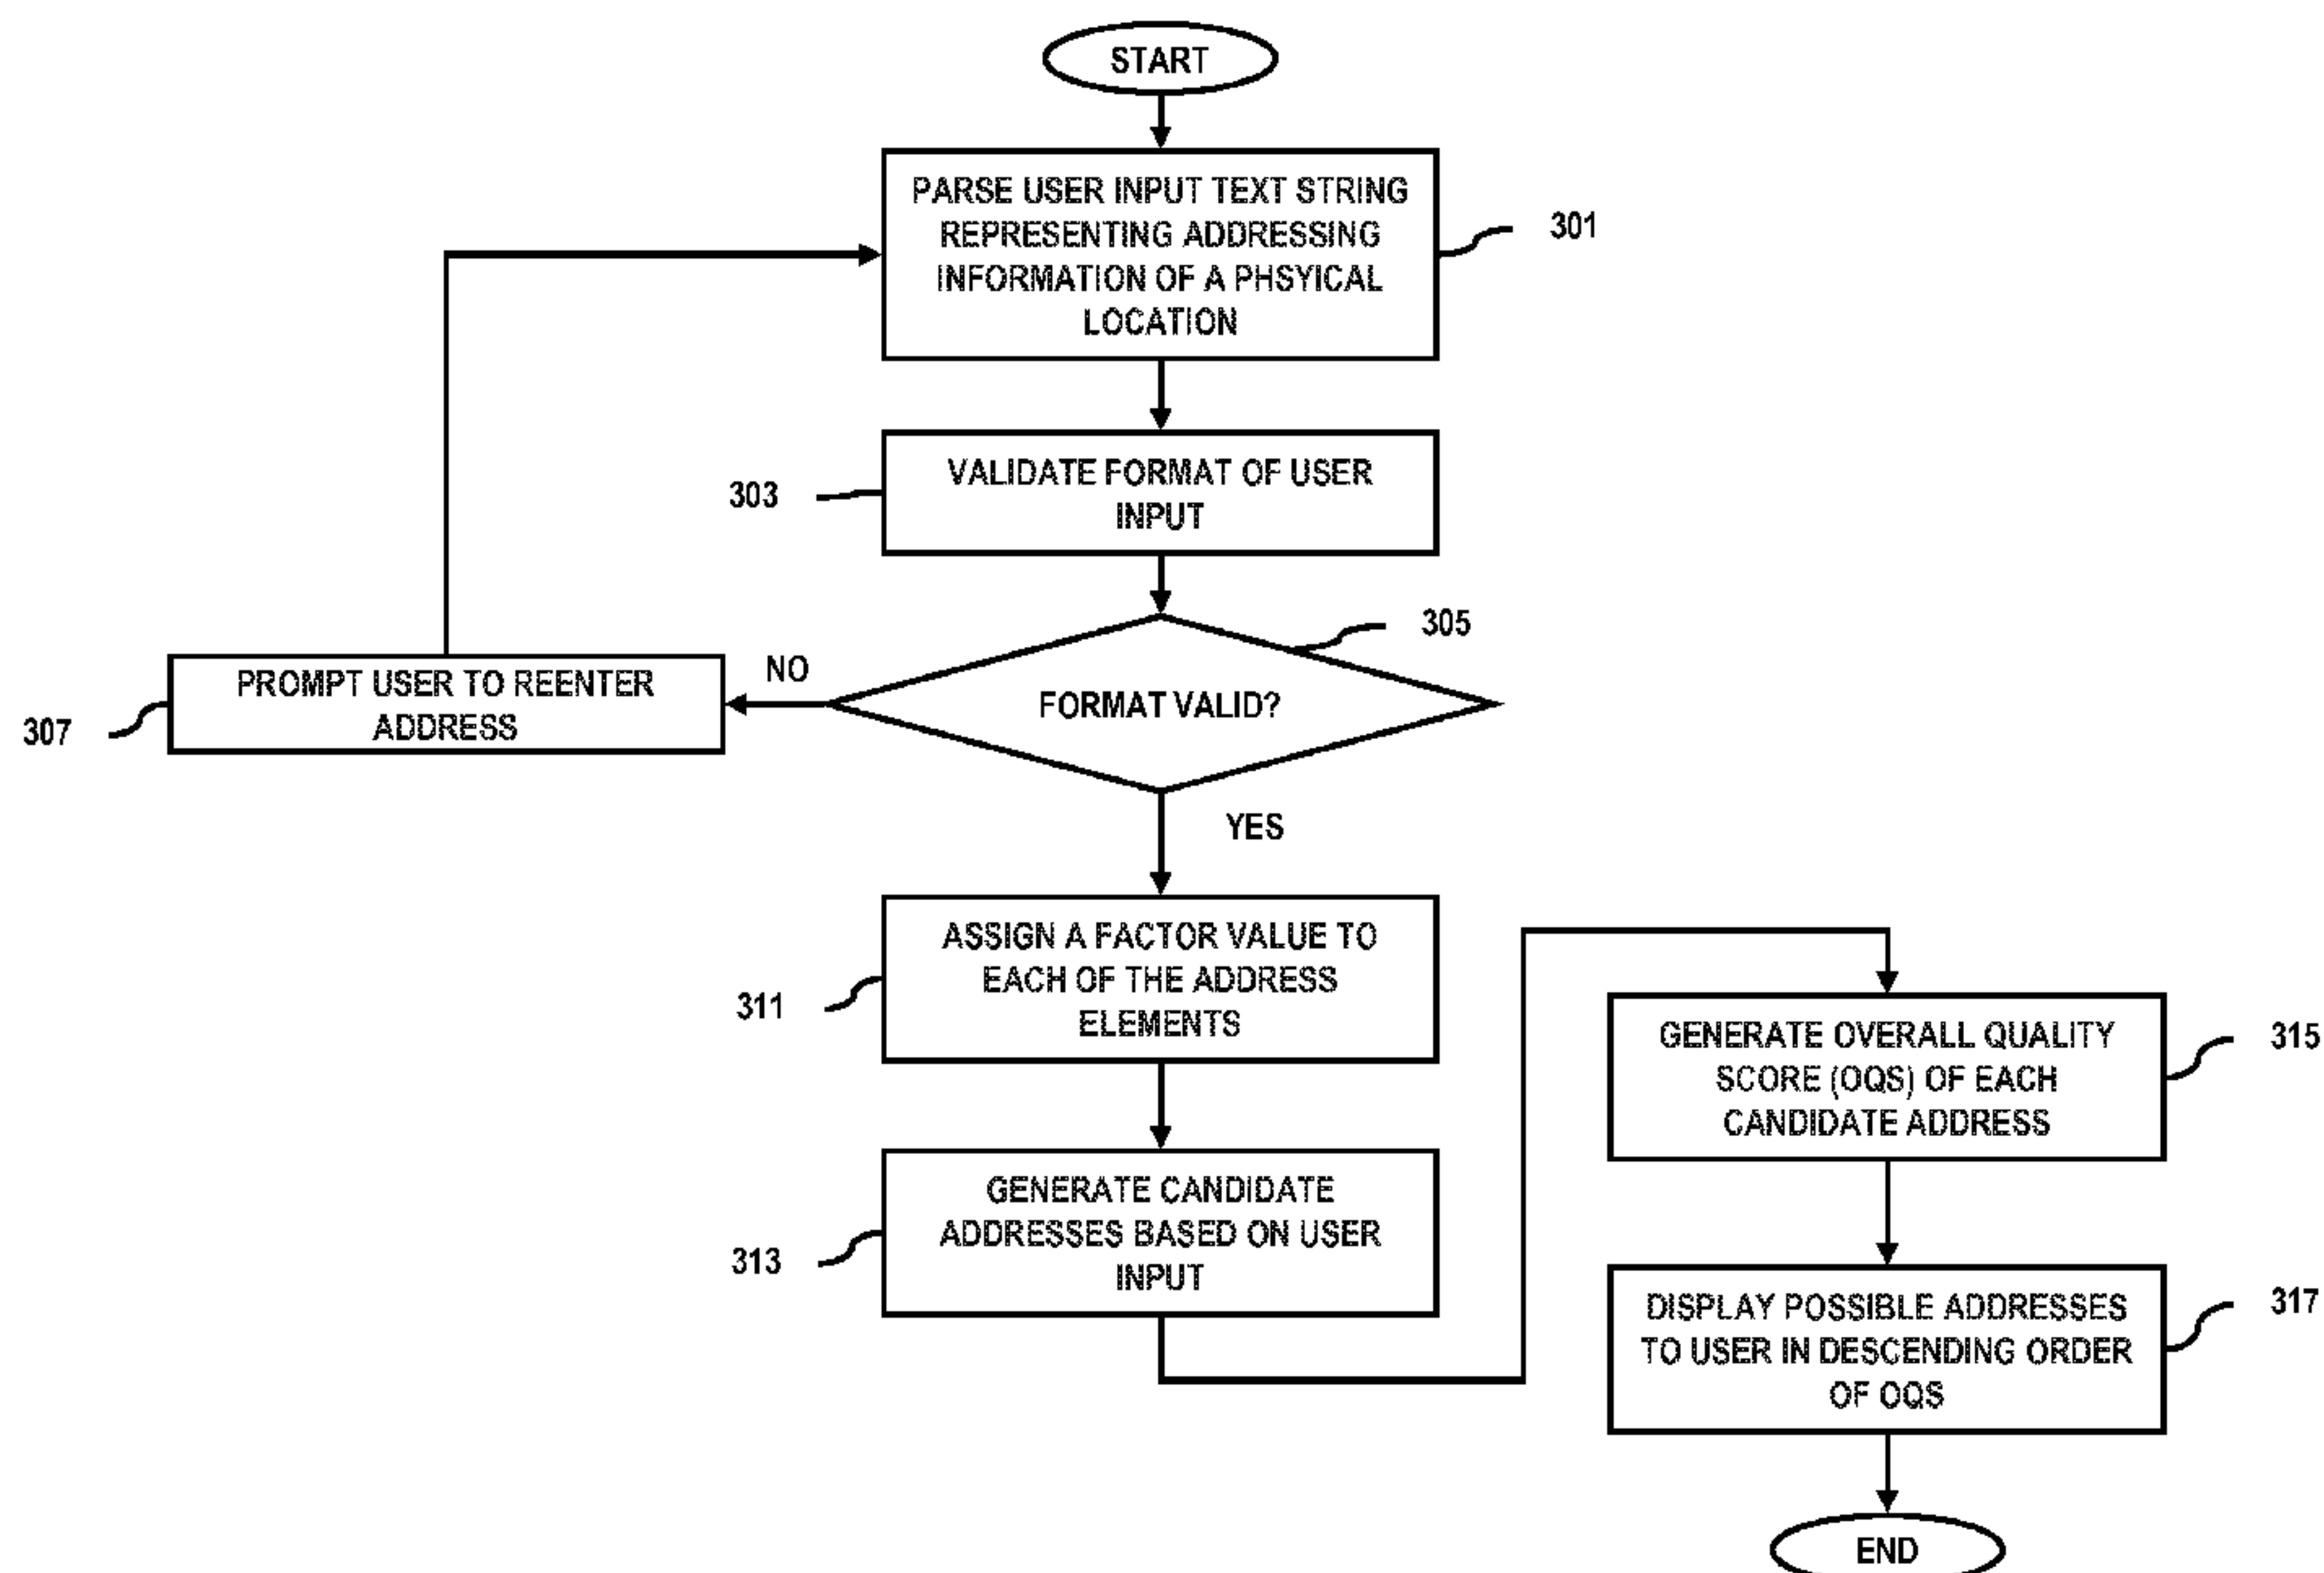 START
PARSE USER INPUT TEXT STRING
REPRESENTING ADDRESSING
INFORMATION OF A PHSYICAL
LOCATION
301
VALIDATE FORMAT OF USER
INPUT
303
FORMAT VALID?
305
NO
PROMPT USER TO REENTER
ADDRESS
307
YES
ASSIGN A FACTOR VALUE TO
EACH OF THE ADDRESS
ELEMENTS
311
GENERATE CANDIDATE
ADDRESSES BASED ON USER
INPUT
313
GENERATE OVERALL QUALITY
SCORE (OQS) OF EACH
CANDIDATE ADDRESS
315
DISPLAY POSSIBLE ADDRESSES
TO USER IN DESCENDING ORDER
OF OQS
317
END